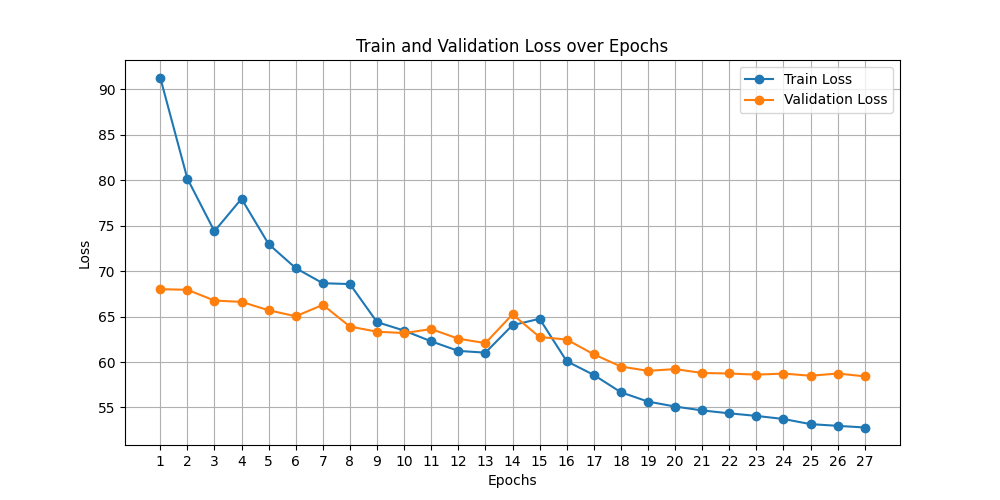 Train and Validation Loss over Epochs
Train Loss
Validation Loss
90
85
80
75
70
65
60
55
Loss
1 2 3 4 5 6 7 8 9 10 11 12 13 14 15 16 17 18 19 20 21 22 23 24 25 26 27
Epochs